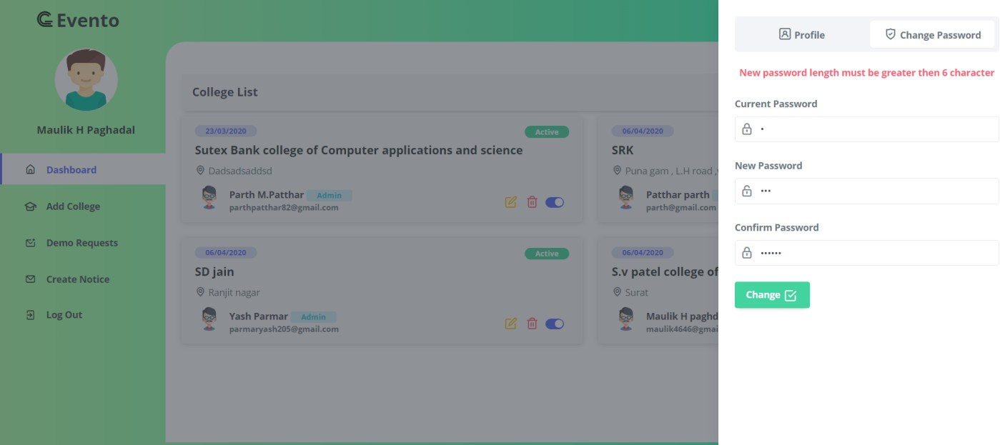 Evento
Maulik H Paghadal
Dashboard
Add College
Demo Requests
Create Notice
Log Out
College List
23/03/2020
Active
Sutex Bank college of Computer applications and science
Dadsadsaddsd
Parth M.Patthar Admin
parthpatthar82@gmail.com
06/04/2020
SRK
Puna gam , L.H road ,
Patthar parth
parth@gmail.com
06/04/2020
Active
SD jain
Ranjit nagar
Yash Parmar Admin
parmaryash205@gmail.com
06/04/2020
S.v patel college of
Surat
Maulik H paghd
maulik4646@gmai
Profile
Change Password
New password length must be greater then 6 character
Current Password
•
New Password
•••
Confirm Password
••••••
Change